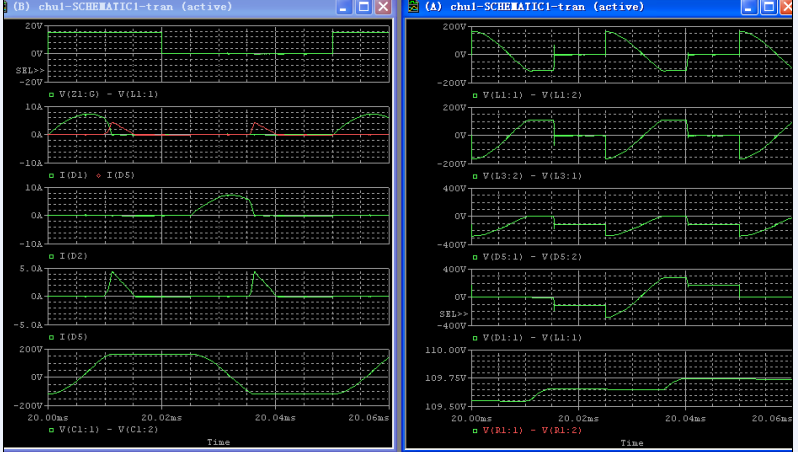 (B) chu1-SCHEMATIC1-tran (active)
20V
0V
SEL>>
-20V
V(Z1:G) - V(L1:1)
10A
0A
-10A
I(D1) I(D5)
10A
0A
-10A
I(D2)
5.0A
0A
-5.0A
I(D5)
200V
0V
-200V
20.00ms 20.02ms 20.04ms 20.06ms
V(C1:1) - V(C1:2)
Time
(A) chu1-SCHEMATIC1-tran (active)
200V
0V
-200V
V(L1:1) - V(L1:2)
200V
0V
-200V
V(L3:2) - V(L3:1)
400V
0V
-400V
V(D5:1) - V(D5:2)
400V
0V
SEL>>
-400V
V(D1:1) - V(L1:1)
110.00V
109.75V
109.50V
20.00ms 20.02ms 20.04ms 20.06ms
V(R1:1) - V(R1:2)
Time